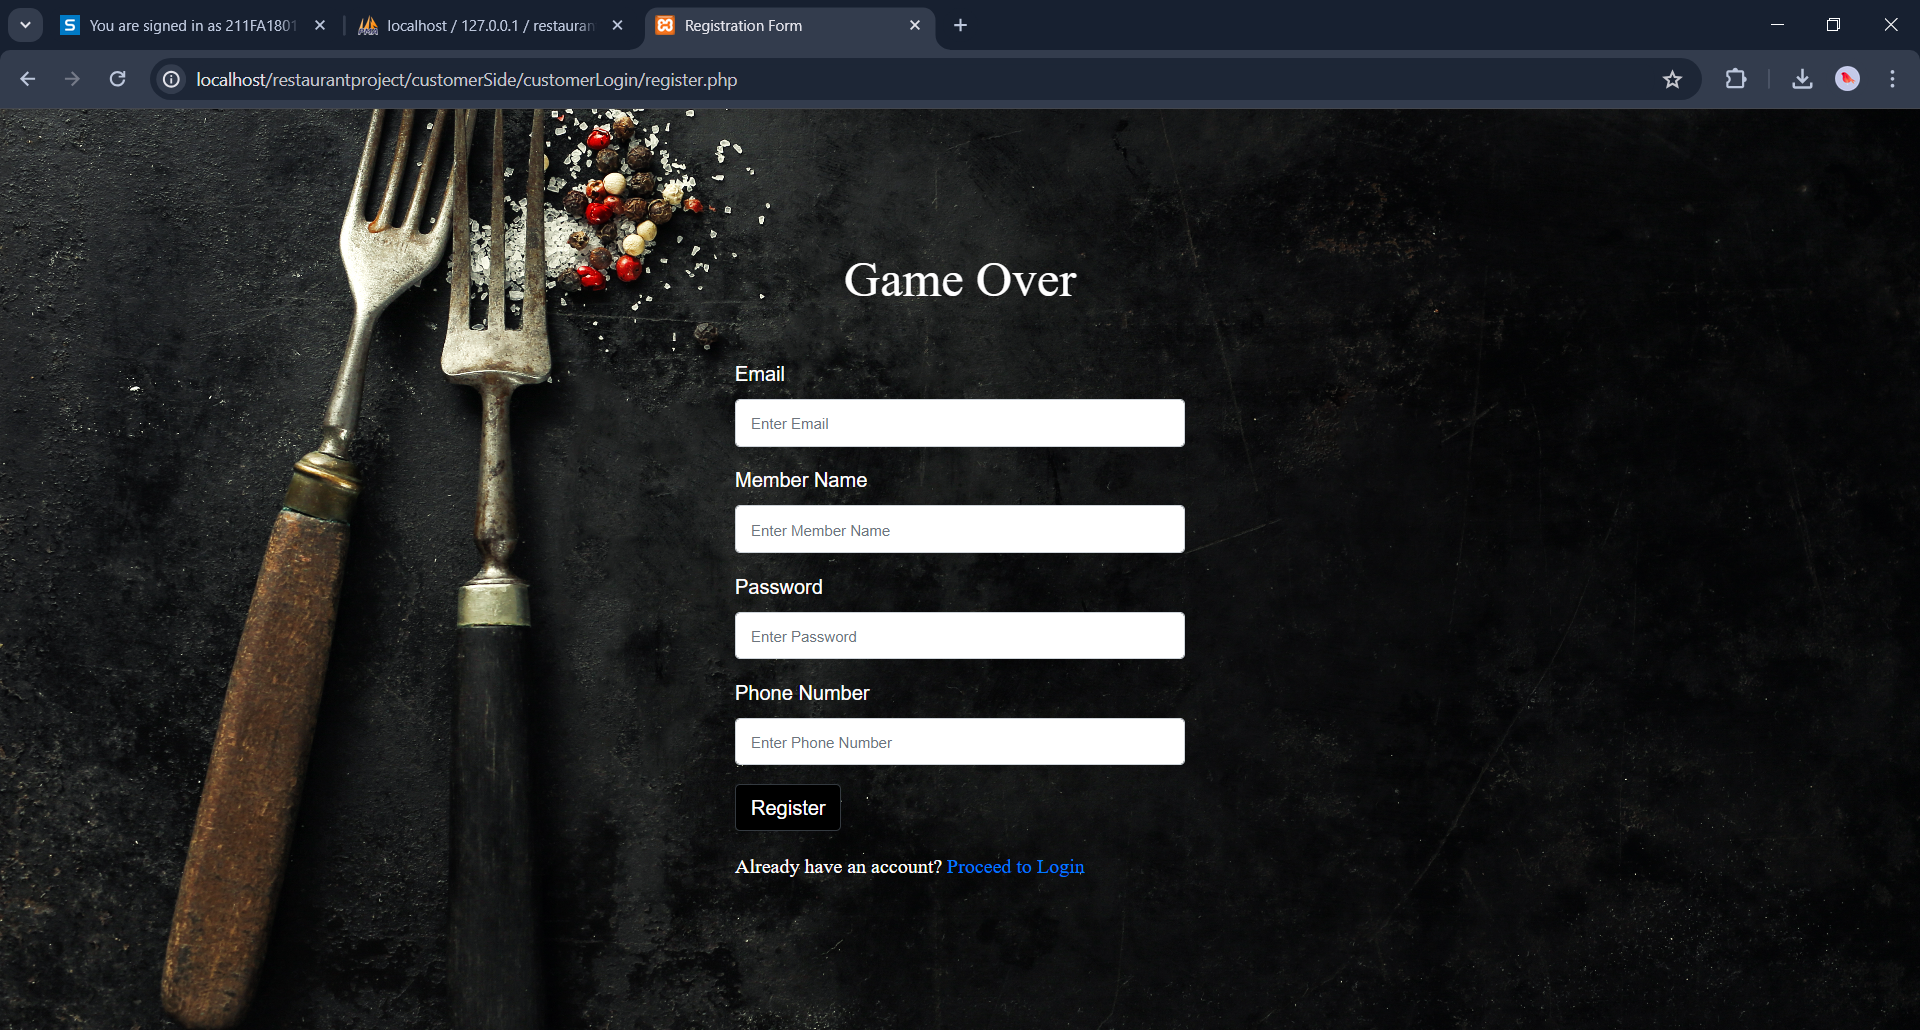 You are signed in as 211FA1801
localhost / 127.0.0.1 / restauran
Registration Form
localhost/restaurantproject/customerSide/customerLogin/register.php
Game Over
Email
Enter Email
Member Name
Enter Member Name
Password
Enter Password
Phone Number
Enter Phone Number
Register
Already have an account? Proceed to Login